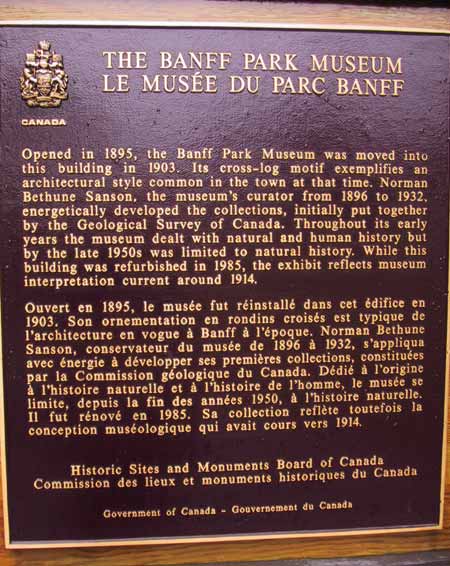 THE BANFF PARK MUSEUM
LE MUSÉE DU PARC BANFF
CANADA
Opened in 1895, the Banff Park Museum was moved into
this building in 1903. Its cross-log motif exemplifies an
architectural style common in the town at that time. Norman
Bethune Sanson, the museum's curator from 1896 to 1932,
energetically developed the collections, initially put together
by the Geological Survey of Canada. Throughout its early
years the museum dealt with natural and human history but
by the late 1950s was limited to natural history. While this
building was refurbished in 1985, the exhibit reflects museum
interpretation current around 1914.
Ouvert en 1895, le musée fut réinstallé dans cet édifice en
1903. Son ornementation en rondins croisés est typique de
l'architecture en vogue à Banff à l'époque. Norman Bethune
Sanson, conservateur du musée de 1896 à 1932, s'appliqua
avec énergie à développer ses premières collections, constituées
par la Commission géologique du Canada. Dédié à l'origine
à l'histoire naturelle et à l'histoire de l'homme, le musée se
limite, depuis la fin des années 1950, à l'histoire naturelle.
Il fut rénové en 1985. Sa collection reflète toutefois la
conception muséologique qui avait cours vers 1914.
Historic Sites and Monuments Board of Canada
Commission des lieux et monuments historiques du Canada
Government of Canada - Gouvernement du Canada